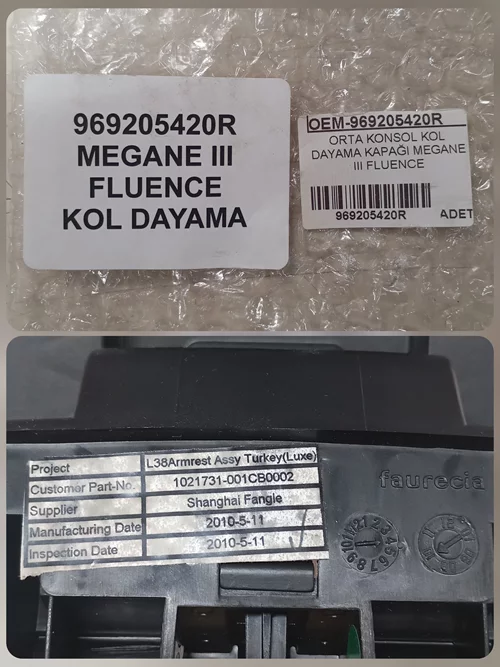 969205420R
MEGANE III
FLUENCE
KOL DAYAMA
OEM-969205420R
ORTA KONSOL KOL
DAYAMA KAPAĞI MEGANE
III FLUENCE
969205420R ADET
Project L38Armrest Assy Turkey(Luxe)
Customer Part-No. 1021731-001CB0002
Supplier Shanghai Fangle
Manufacturing Date 2010-5-11
Inspection Date 2010-5-11
faurecia